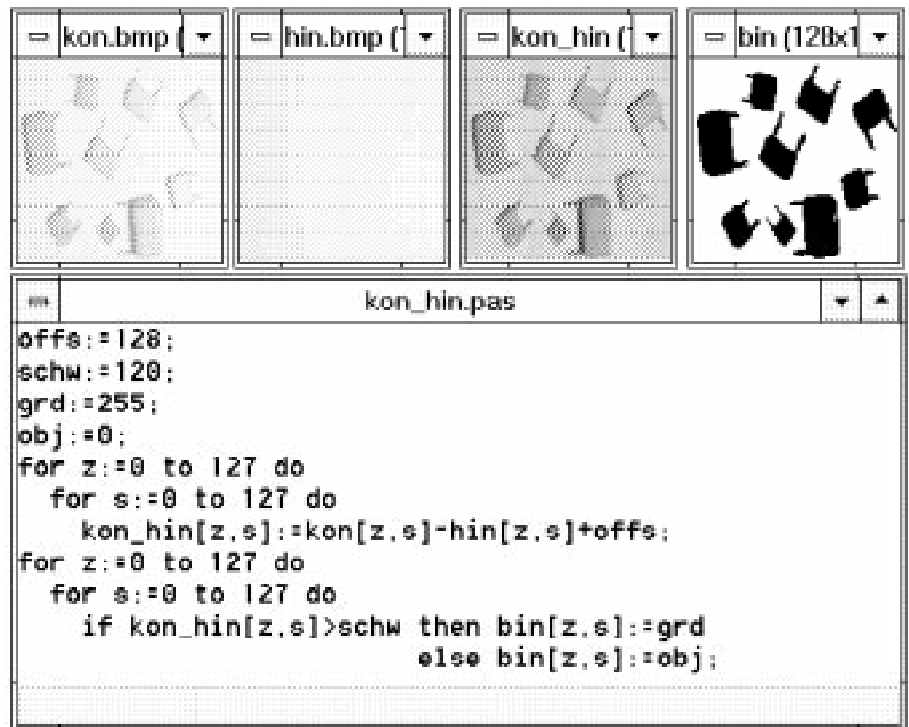 kon.bmp (
hin.bmp ('
kon_hin ('
bin (128x1
kon_hin.pas
offs:=128;
schw:=120;
grd:=255;
obj:=0;
for z:=0 to 127 do
for s:=0 to 127 do
kon_hin[z,s]:=kon[z,s]-hin[z,s]+offs;
for z:=0 to 127 do
for s:=0 to 127 do
if kon_hin[z,s]>schw then bin[z,s]:=grd
else bin[z,s]:=obj;